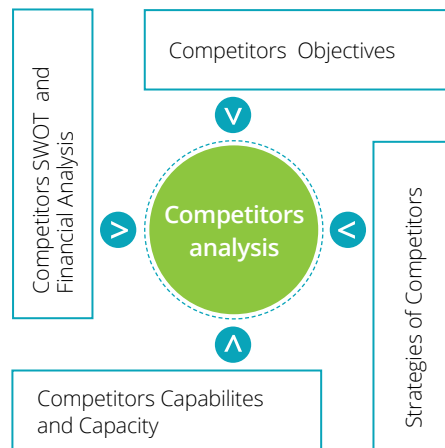 Competitors Objectives
Competitors SWOT and
Financial Analysis
Competitors
analysis
Strategies of Competitors
Competitors Capabilites
and Capacity